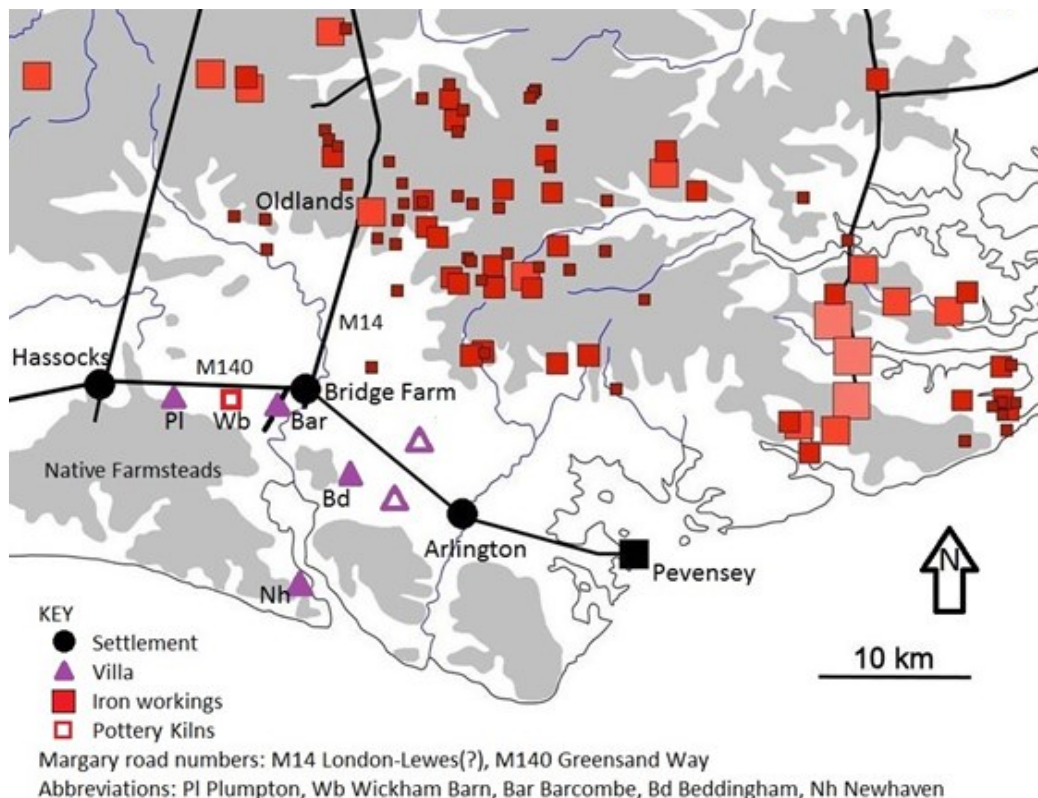 Oldlands
M14
Hassocks
M140
Bridge Farm
Pl
Wb
Bar
Native Farmsteads
Bd
Arlington
Pevensey
N
Nh
10 km
KEY
Settlement
Villa
Iron workings
Pottery Kilns
Margary road numbers: M14 London-Lewes(?), M140 Greensand Way
Abbreviations: Pl Plumpton, Wb Wickham Barn, Bar Barcombe, Bd Beddingham, Nh Newhaven